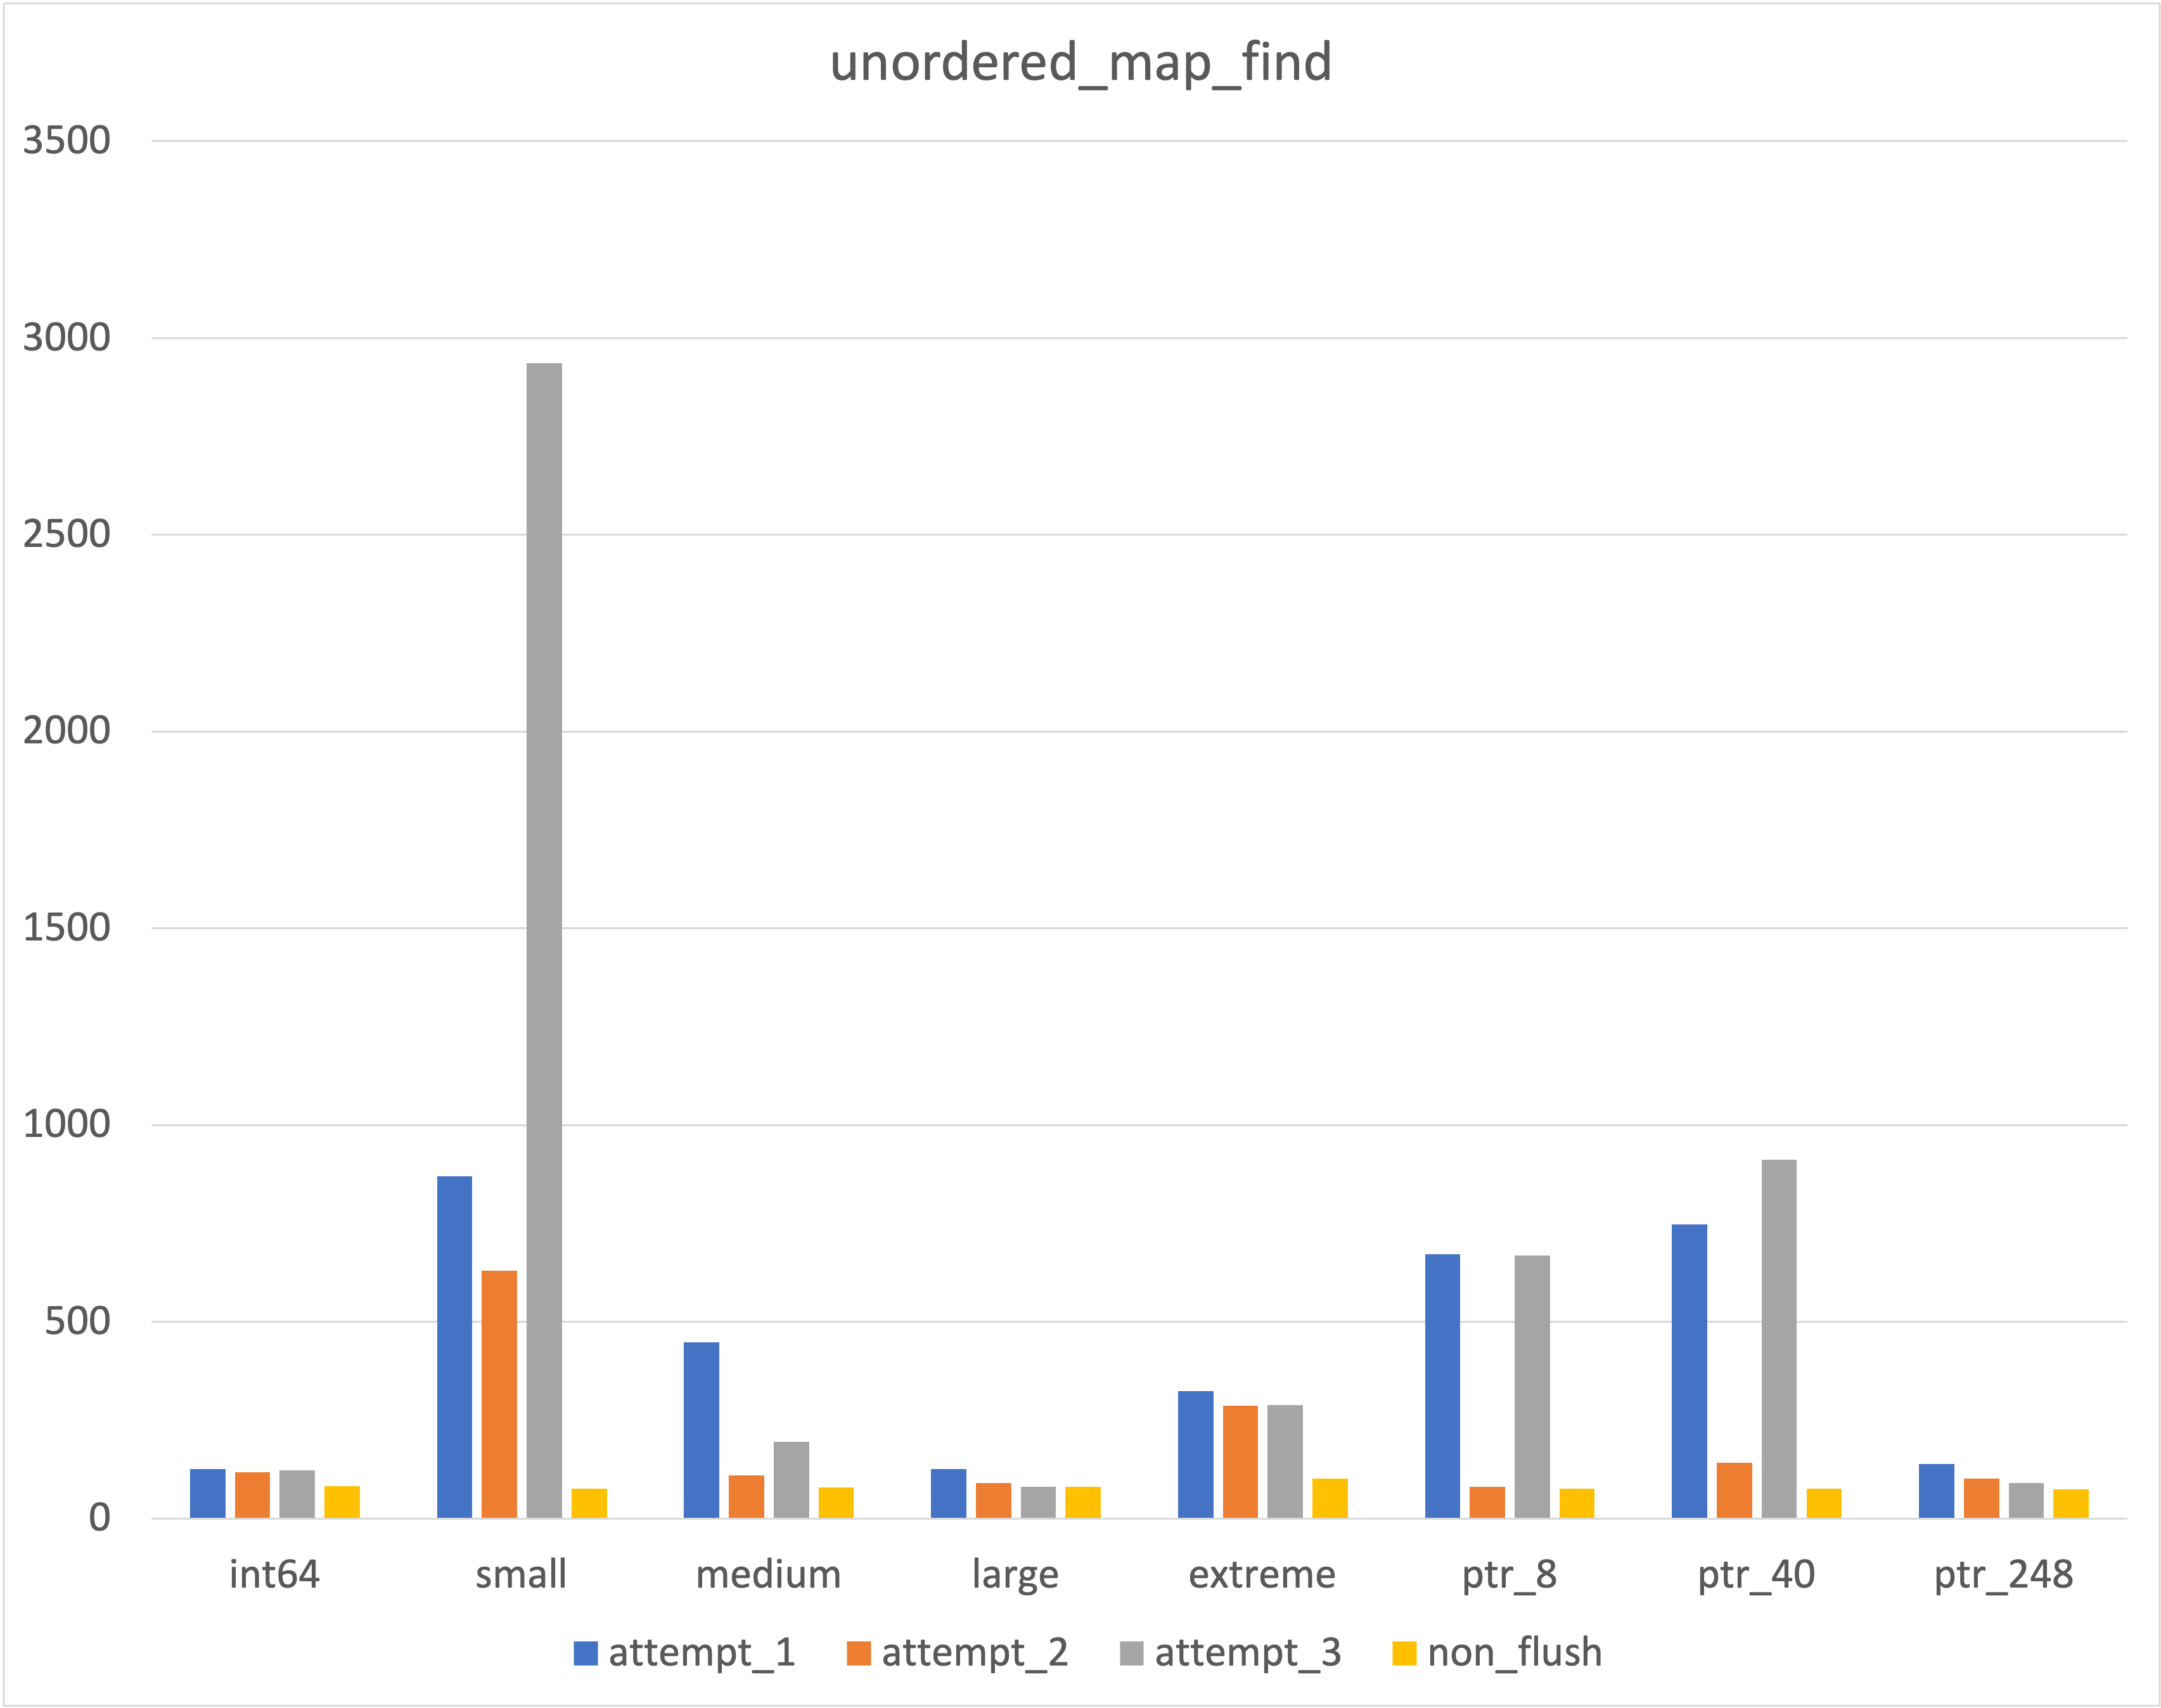 unordered_map_find
3500
3000
2500
2000
1500
1000
500
0
int64 small medium large extreme ptr_8 ptr_40 ptr_248
attempt_1 attempt_2 attempt_3 non_flush